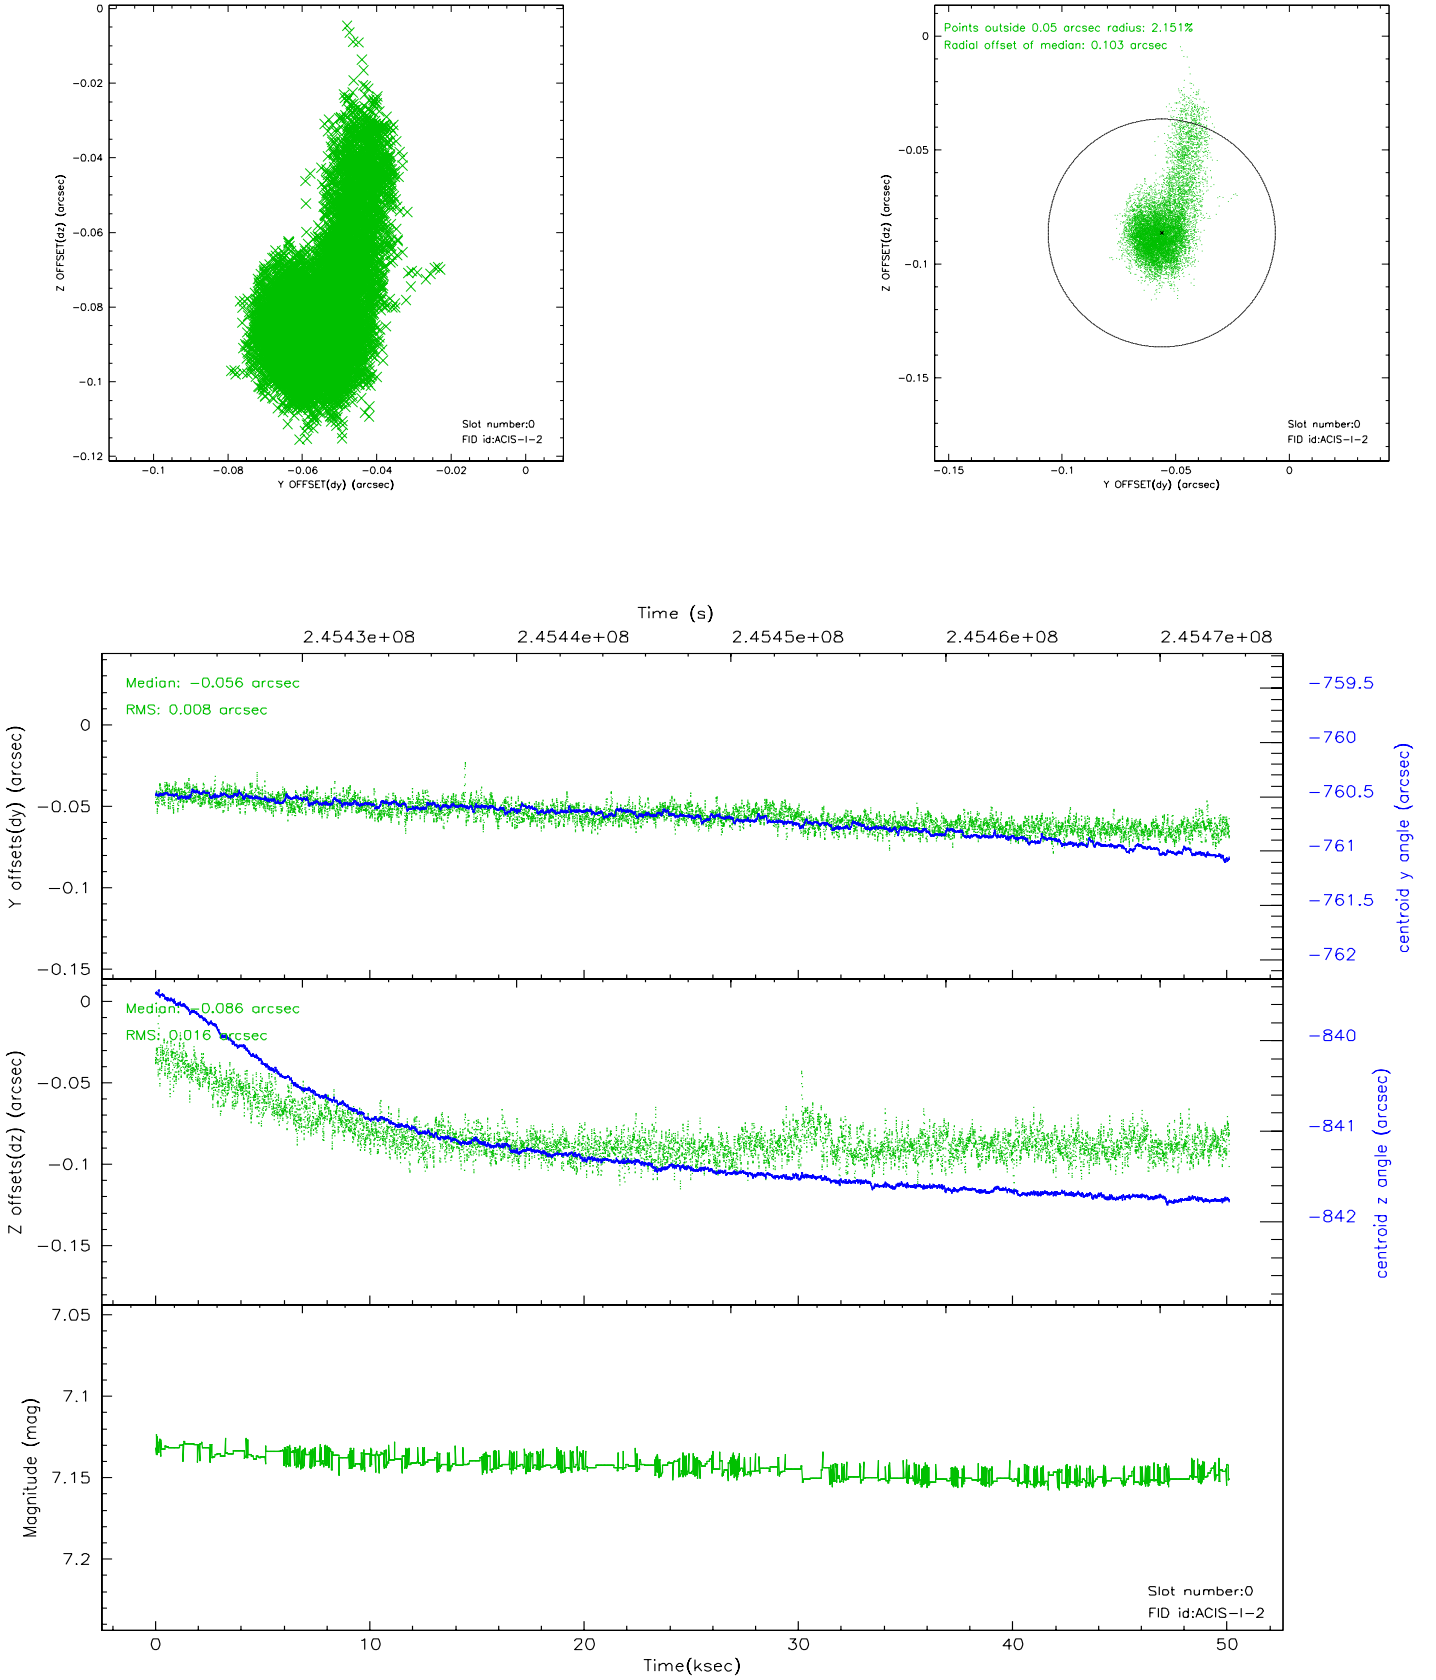 0
-0.02
-0.04
-0.06
-0.08
-0.1
-0.12
Z OFFSET(dz) (arcsec)
Slot number:0
FID id:ACIS-I-2
-0.1
-0.08
-0.06
-0.04
-0.02
0
Y OFFSET(dy) (arcsec)
Points outside 0.05 arcsec radius: 2.151%
Radial offset of median: 0.103 arcsec
0
-0.05
-0.1
-0.15
Z OFFSET(dz) (arcsec)
Slot number:0
FID id:ACIS-I-2
-0.15
-0.1
-0.05
0
Y OFFSET(dy) (arcsec)
Time (s)
2.4543e+08
2.4544e+08
2.4545e+08
2.4546e+08
2.4547e+08
Median: -0.056 arcsec
RMS: 0.008 arcsec
0
-0.05
-0.1
-0.15
Y offsets(dy) (arcsec)
-759.5
-760
-760.5
-761
-761.5
-762
centroid y angle (arcsec)
Median: -0.086 arcsec
RMS: 0.016 arcsec
0
-0.05
-0.1
-0.15
Z offsets(dz) (arcsec)
-840
-841
-842
centroid z angle (arcsec)
7.05
7.1
7.15
7.2
Magnitude (mag)
Slot number:0
FID id:ACIS-I-2
0
10
20
30
40
50
Time(ksec)